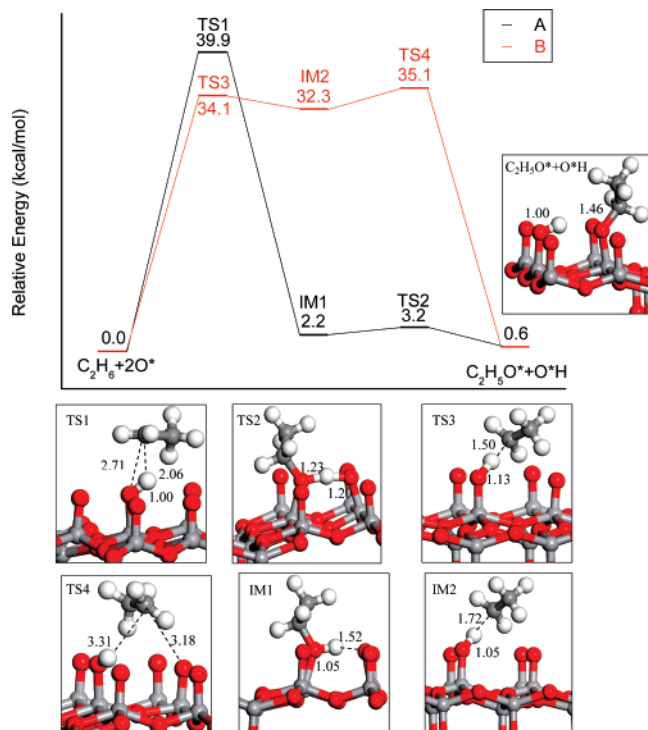 TS1
39.9
A
B
TS3
34.1
IM2
32.3
TS4
35.1
Relative Energy (kcal/mol)
C₂H₅O*+O*H
1.00
1.46
IM1
2.2
TS2
3.2
0.0
0.6
C₂H₆+2O*
C₂H₅O*+O*H
TS1
2.71
2.06
1.00
TS2
1.23
1.20
TS3
1.50
1.13
TS4
3.31
3.18
IM1
1.52
1.05
IM2
1.72
1.05